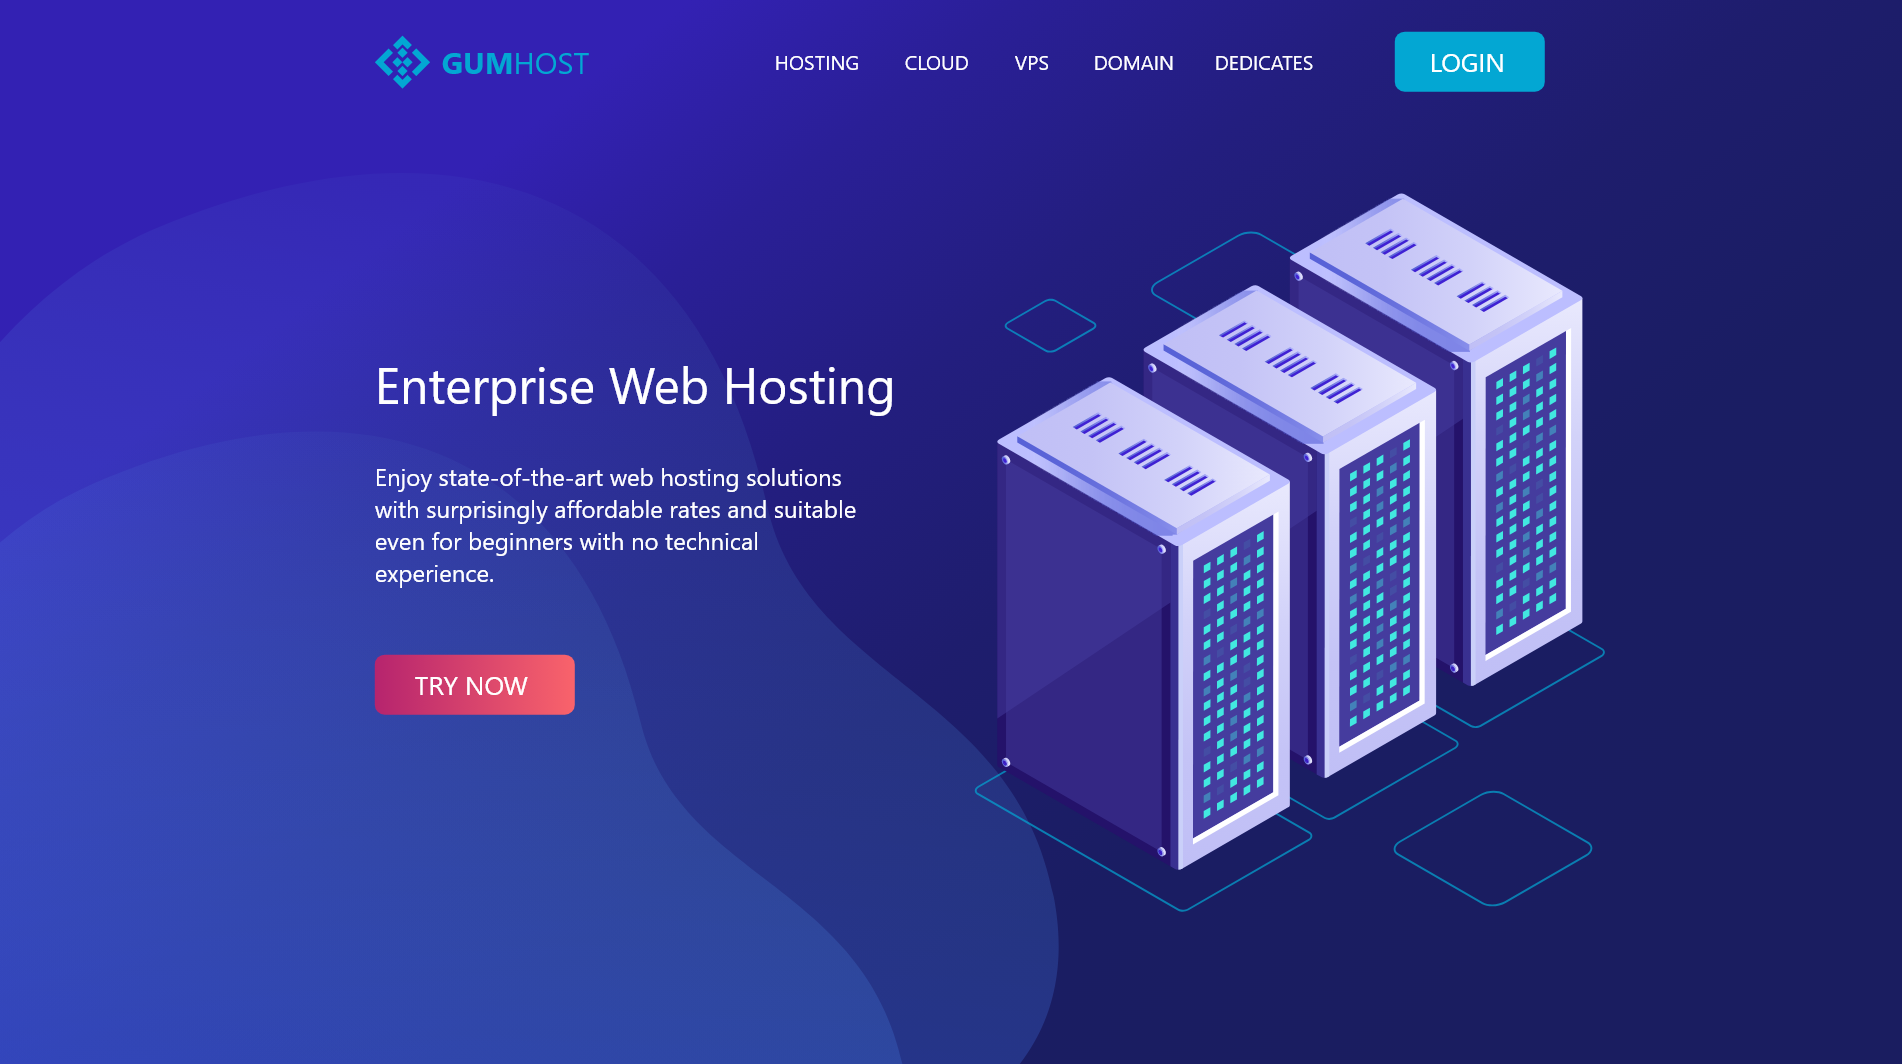 GUMHOST
HOSTING CLOUD VPS DOMAIN DEDICATES
LOGIN
Enterprise Web Hosting
Enjoy state-of-the-art web hosting solutions
with surprisingly affordable rates and suitable
even for beginners with no technical
experience.
TRY NOW